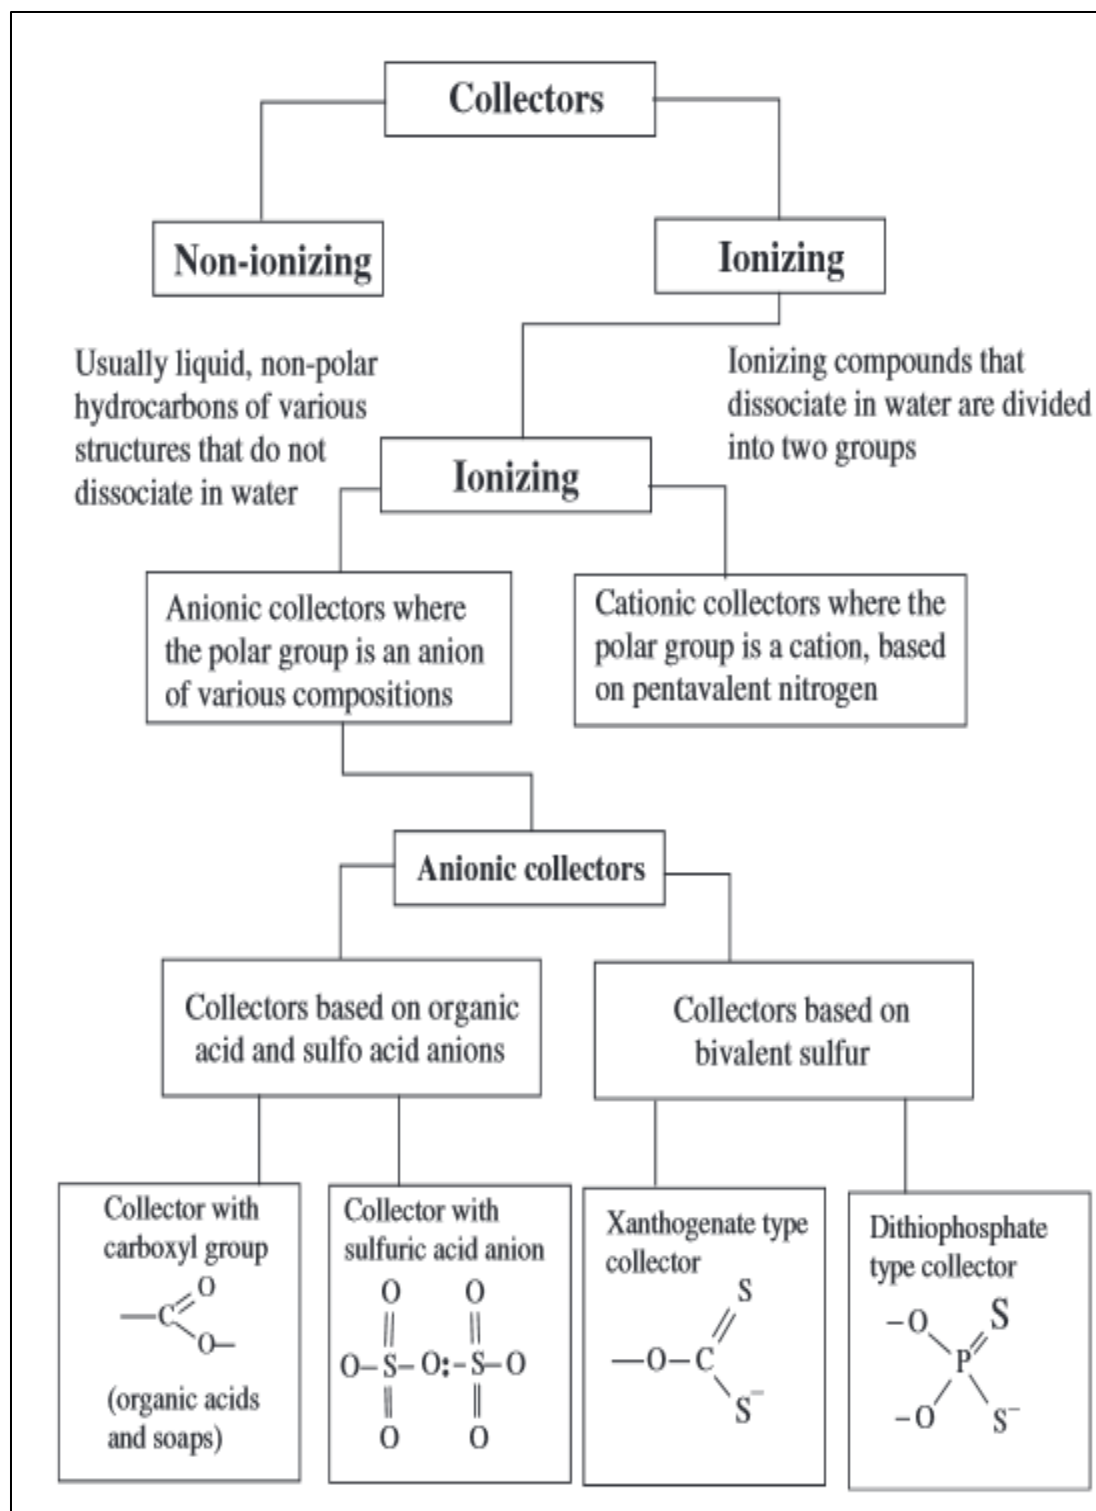 Collectors
Non-ionizing
Ionizing
Usually liquid, non-polar
hydrocarbons of various
structures that do not
dissociate in water
Ionizing compounds that
dissociate in water are divided
into two groups
Ionizing
Anionic collectors where
the polar group is an anion
of various compositions
Cationic collectors where the
polar group is a cation, based
on pentavalent nitrogen
Anionic collectors
Collectors based on organic
acid and sulfo acid anions
Collectors based on
bivalent sulfur
Collector with
carboxyl group
O
—C
O—
(organic acids
and soaps)
Collector with
sulfuric acid anion
O O
O–S–O:–S–O
O O
Xanthogenate type
collector
S
—O–C
S⁻
Dithiophosphate
type collector
–O S
P
–O S⁻